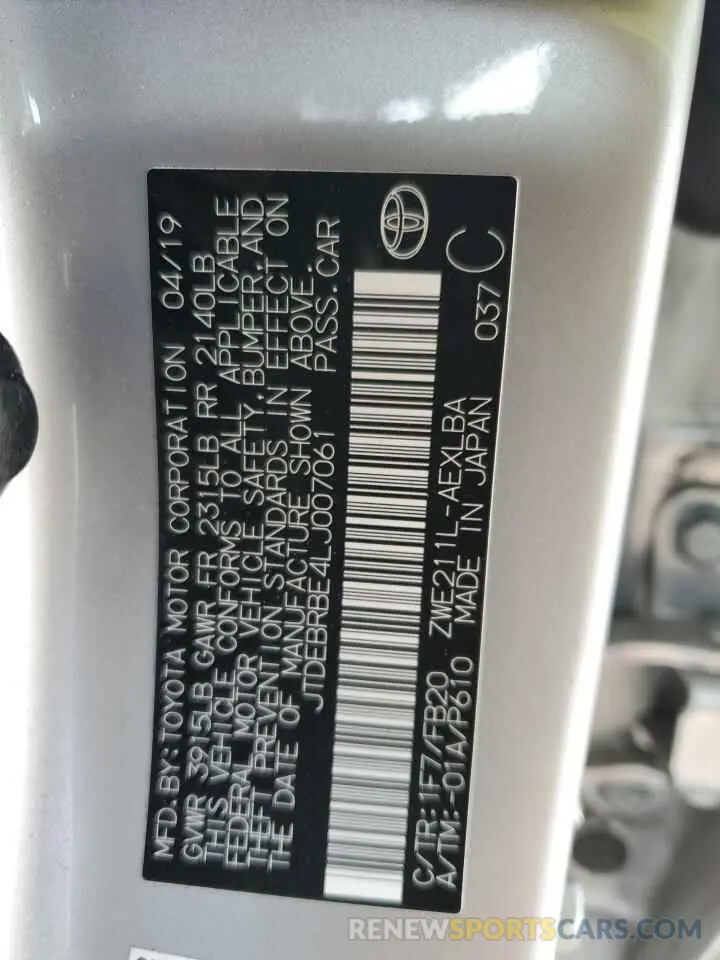 MFD.BY:TOYOTA MOTOR CORPORATION 04/19
GVWR 3915LB GAWR FR 2315LB RR 2140LB
THIS VEHICLE CONFORMS TO ALL APPLICABLE
FEDERAL MOTOR VEHICLE SAFETY, BUMPER, AND
THEFT PREVENTION STANDARDS IN EFFECT ON
THE DATE OF MANUFACTURE SHOWN ABOVE.
JTDEBRBE4LJ007061 PASS.CAR
C/TR:1F7/FB20 ZWE211L-AEXLBA
A/TM:-01A/P610 MADE IN JAPAN 037 C
RENEWSPORTSCARS.COM